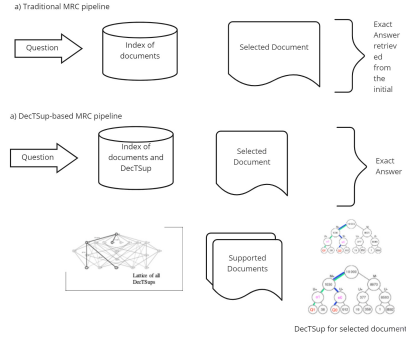 a) Traditional MRC pipeline
Question
Index of
documents
Selected Document
Exact
Answer
retriev
ed
from
the
initial
a) DecTSup-based MRC pipeline
Question
Index of
documents and
DecTSup
Selected
Document
Exact
Answer
Lattice of all
DecTSups
Supported
Documents
DecTSup for selected document